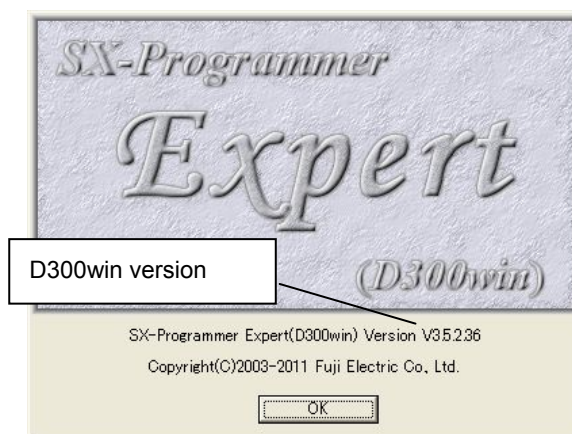 SX-Programmer
Expert
D300win version
(D300win)
SX-Programmer Expert(D300win) Version V3.5.2.36
Copyright(C)2003-2011 Fuji Electric Co., Ltd.
OK